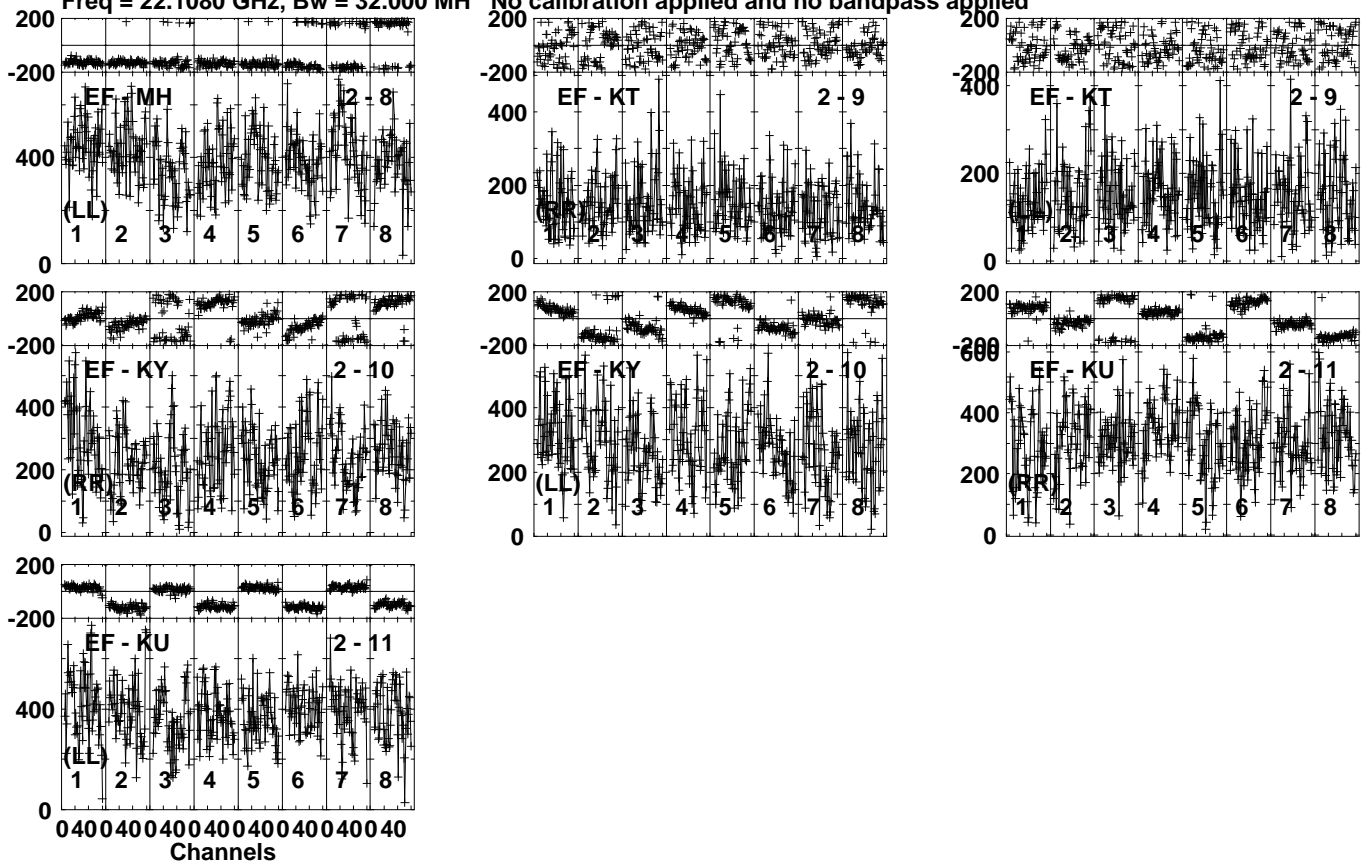 Freq = 22.1080 GHz, Bw = 32.000 MH No calibration applied and no bandpass applied
200
-200
EF - MH 2 - 8
400
(LL)
1 2 3 4 5 6 7 8
0
200
-200
EF - KT 2 - 9
400
200
(RR)
1 2 3 4 5 6 7 8
0
200
-200
400
EF - KT 2 - 9
200
(LL)
1 2 3 4 5 6 7 8
0
200
-200
EF - KY 2 - 10
400
200
(RR)
1 2 3 4 5 6 7 8
0
200
-200
EF - KY 2 - 10
400
200
(LL)
1 2 3 4 5 6 7 8
0
200
-200
600
EF - KU 2 - 11
400
200
(RR)
1 2 3 4 5 6 7 8
0
200
-200
EF - KU 2 - 11
400
(LL)
1 2 3 4 5 6 7 8
0
0 40 0 40 0 40 0 40 0 40 0 40 0 40 0 40
Channels